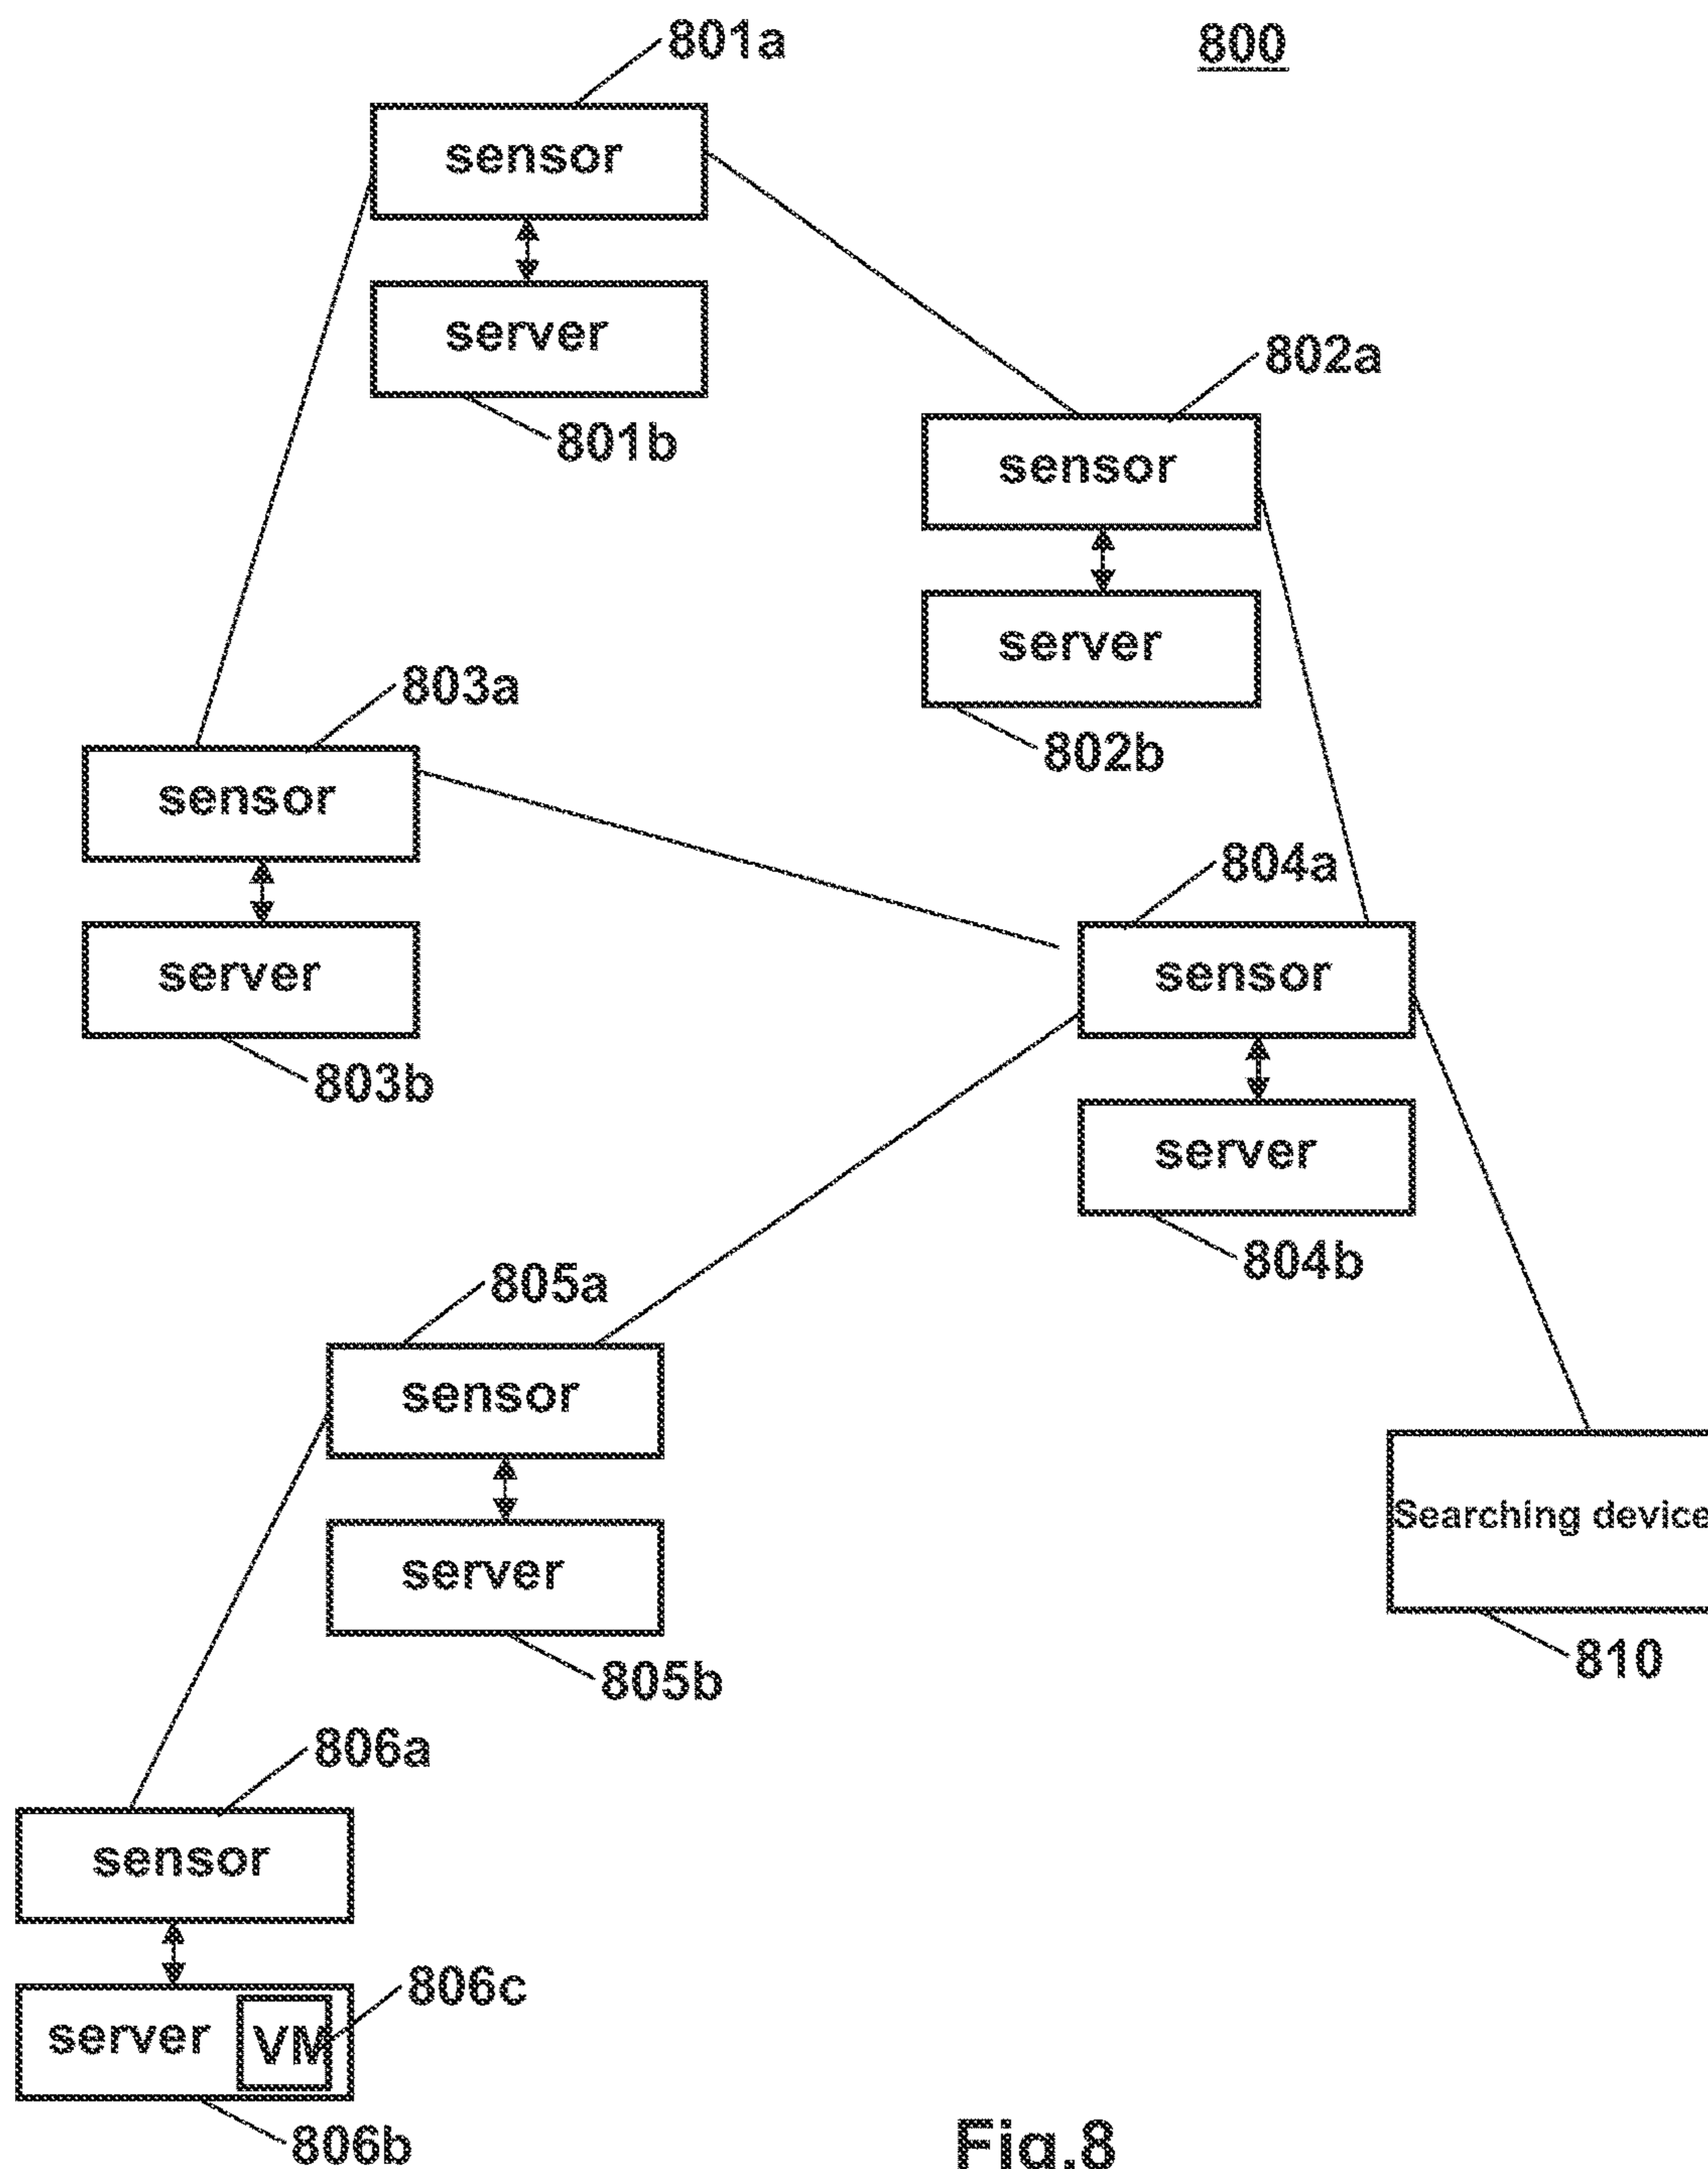 801a
800
sensor
server
801b
802a
sensor
server
802b
803a
sensor
server
803b
804a
sensor
server
804b
805a
sensor
server
805b
Searching device
810
806a
sensor
server
VM
806c
806b
Fig.8